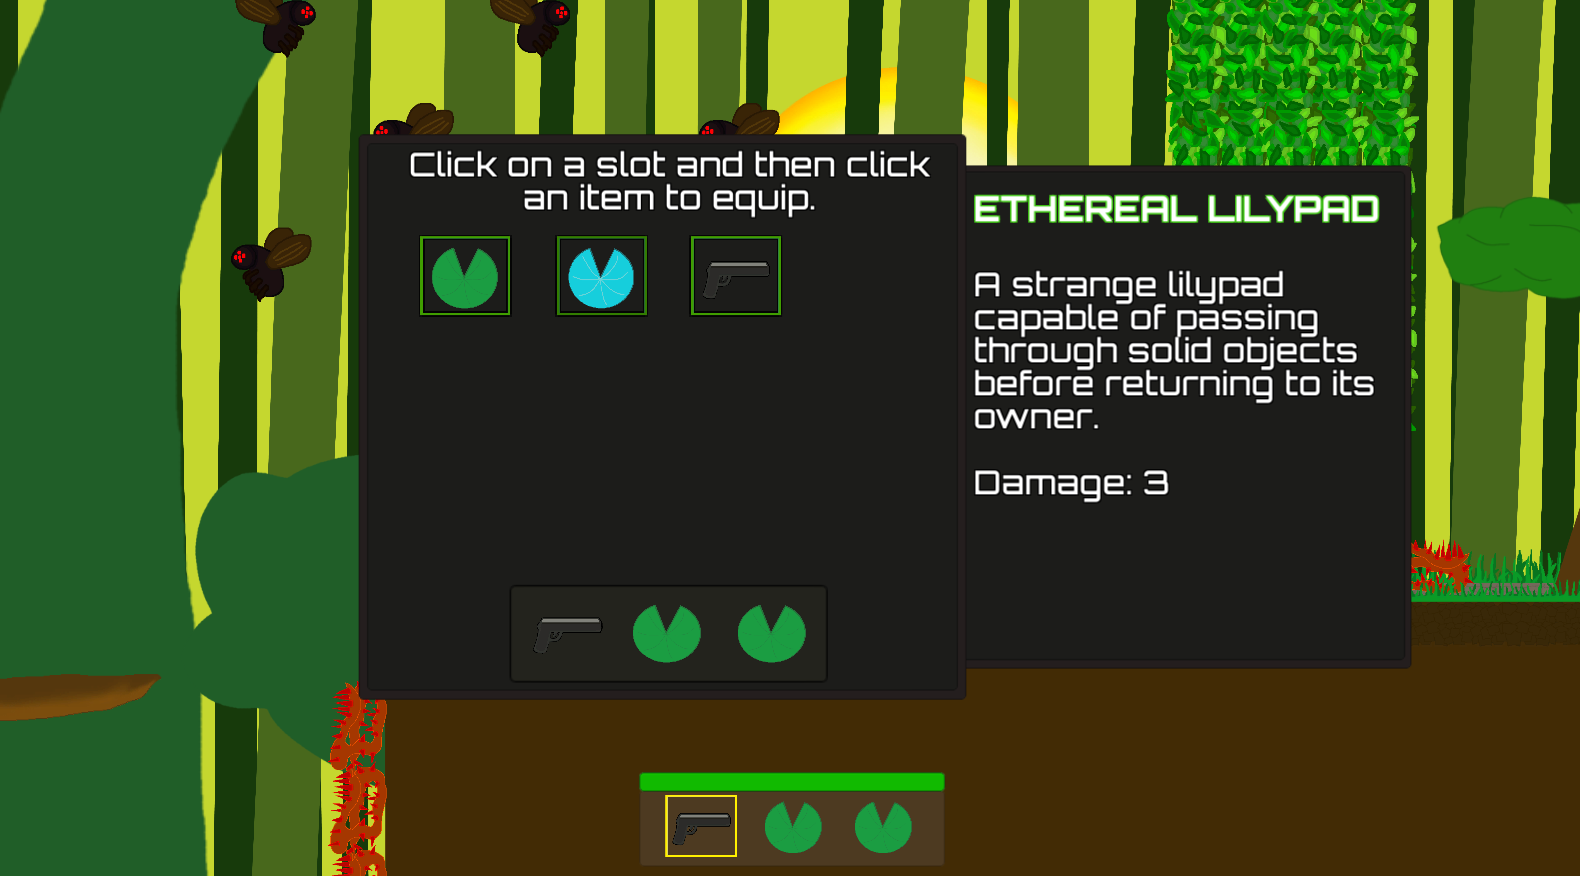 Click on a slot and then click
an item to equip.
ETHEREAL LILYPAD
A strange lilypad
capable of passing
through solid objects
before returning to its
owner.
Damage: 3